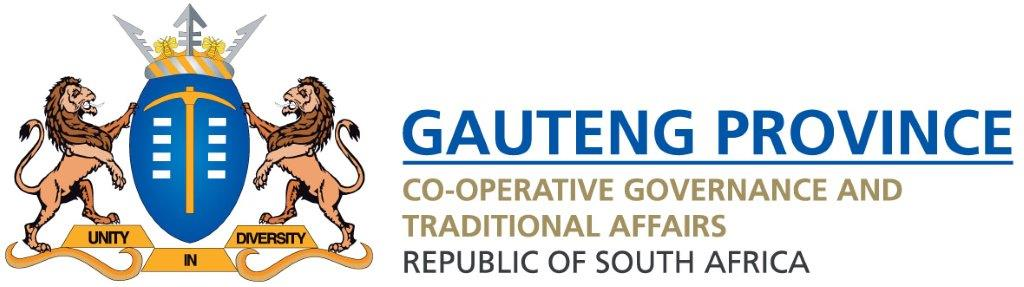 UNITY
IN
DIVERSITY
GAUTENG PROVINCE
CO-OPERATIVE GOVERNANCE AND
TRADITIONAL AFFAIRS
REPUBLIC OF SOUTH AFRICA